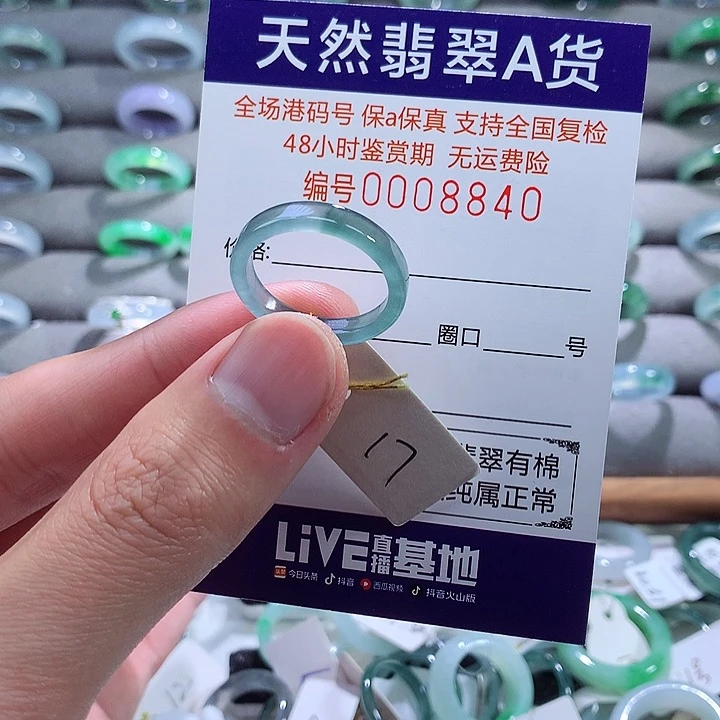 天然翡翠A货
全场港码号 保a保真 支持全国复检
48小时鉴赏期 无运费险
编号0008840
价格:
圈口 号
17
翡翠有棉
纯属正常
LiVE直播基地
今日头条 抖音 西瓜视频 抖音火山版